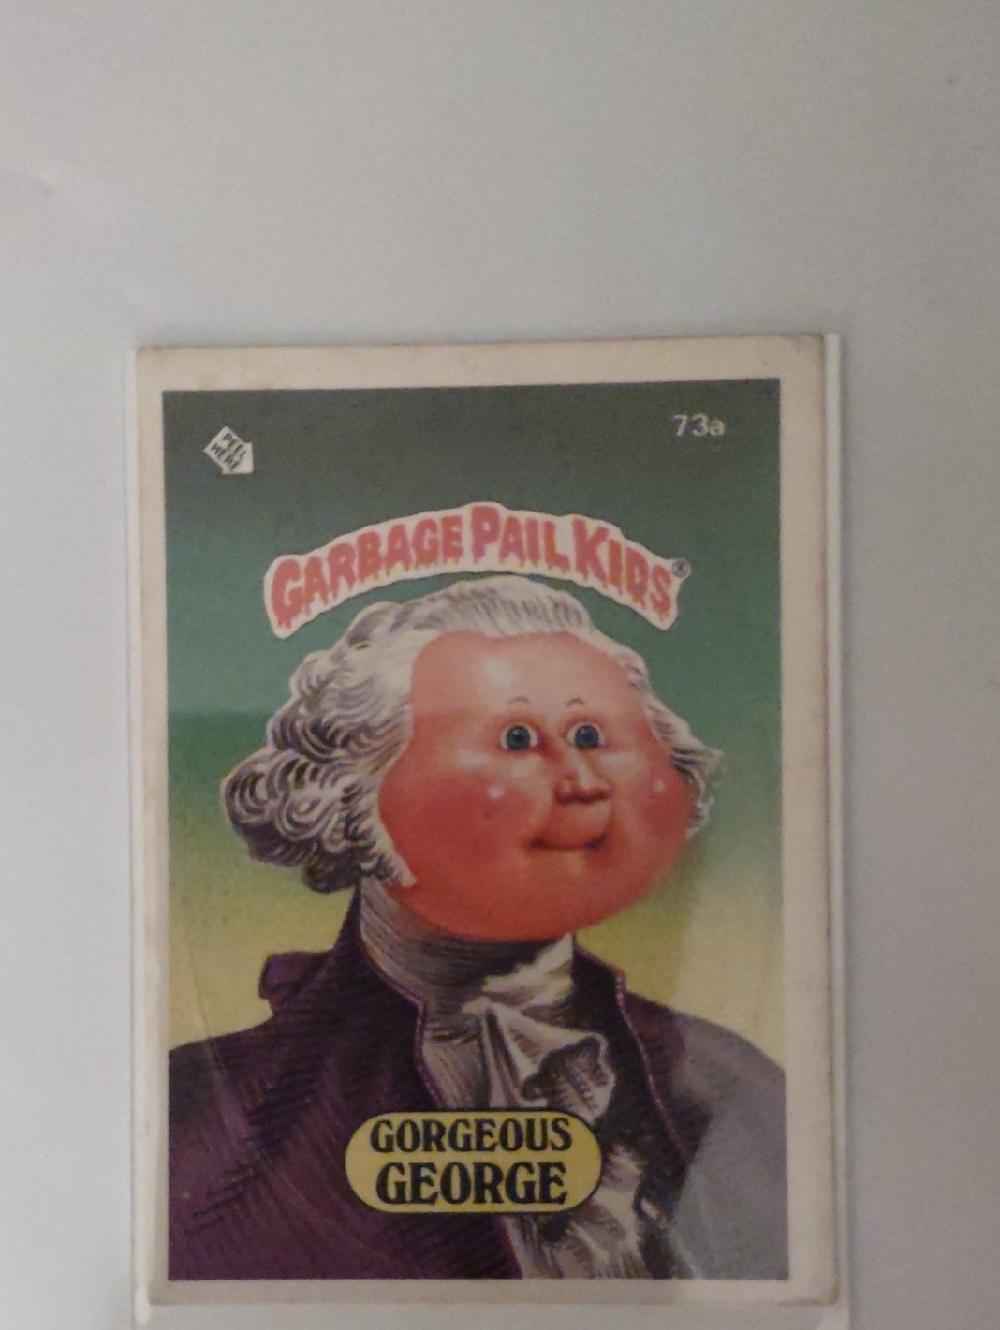 73a
PEEL
HERE
GARBAGE PAIL KIDS®
GORGEOUS
GEORGE